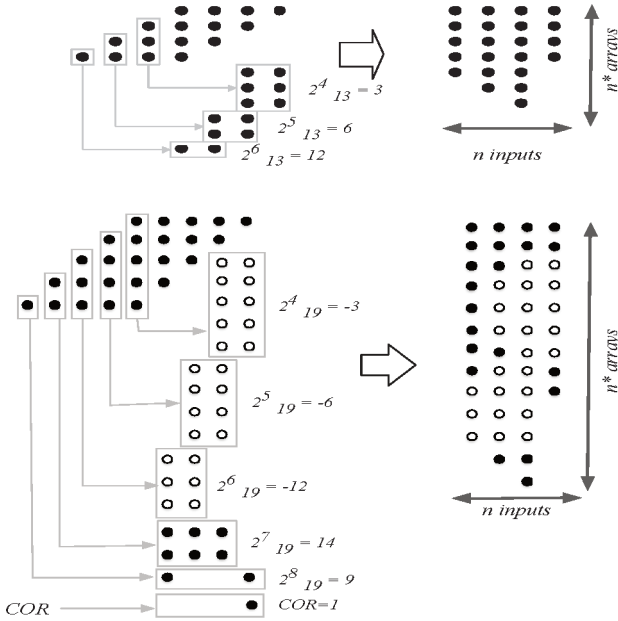 2^4 13 = 3
2^5 13 = 6
2^6 13 = 12
n inputs
n* arrays
2^4 19 = -3
2^5 19 = -6
2^6 19 = -12
2^7 19 = 14
2^8 19 = 9
COR
COR=1
n inputs
n* arrays